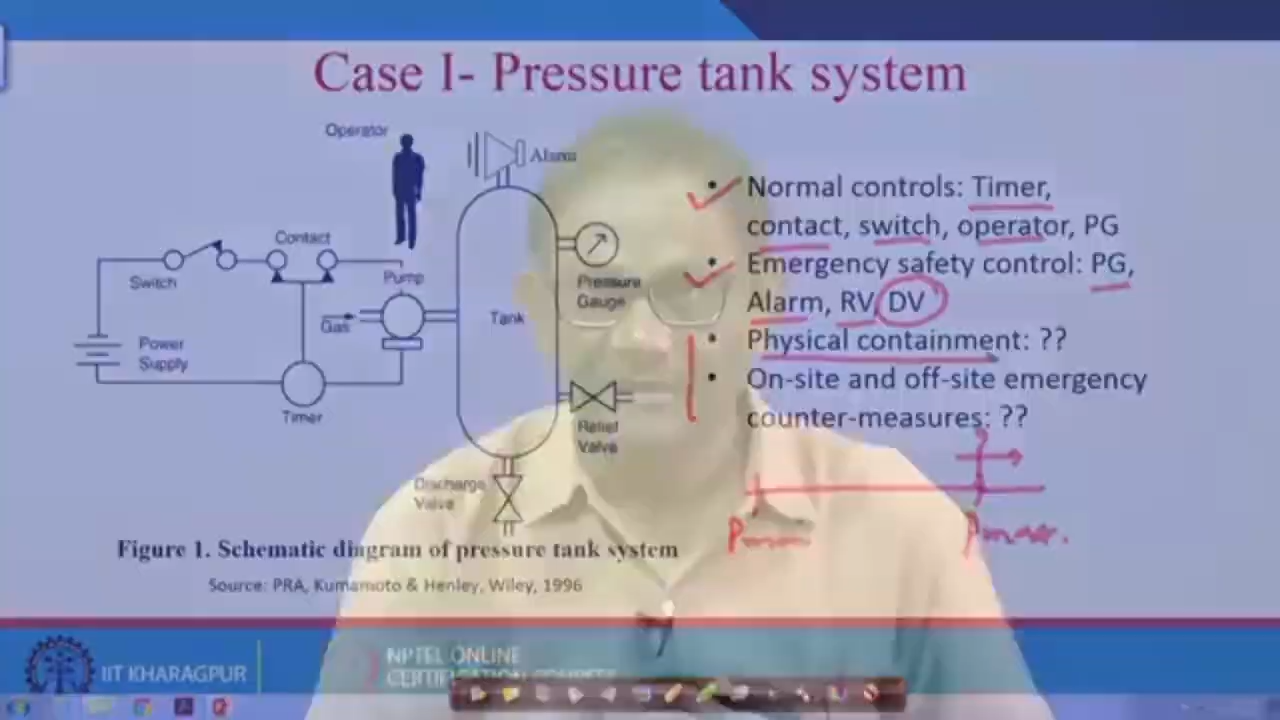 Case I- Pressure tank system
Operator
Alarm
Contact
Switch
Pump
Pressure
Gauge
Gas
Tank
Power
Supply
Timer
Relief
Valve
Discharge
Valve
Figure 1. Schematic diagram of pressure tank system
Source: PRA, Kumamoto & Henley, Wiley, 1996
• Normal controls: Timer,
contact, switch, operator, PG
• Emergency safety control: PG,
Alarm, RV, DV
• Physical containment: ??
• On-site and off-site emergency
counter-measures: ??
Pmax.
IIT KHARAGPUR
NPTEL ONLINE
CERTIFICATION COURSES